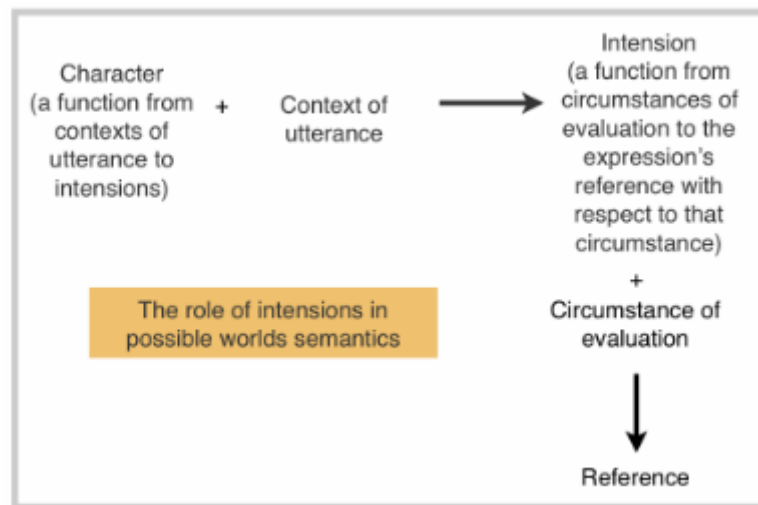 Character
(a function from
contexts of
utterance to
intensions)
+
Context of
utterance
Intension
(a function from
circumstances of
evaluation to the
expression's
reference with
respect to that
circumstance)
+
Circumstance of
evaluation
Reference
The role of intensions in
possible worlds semantics